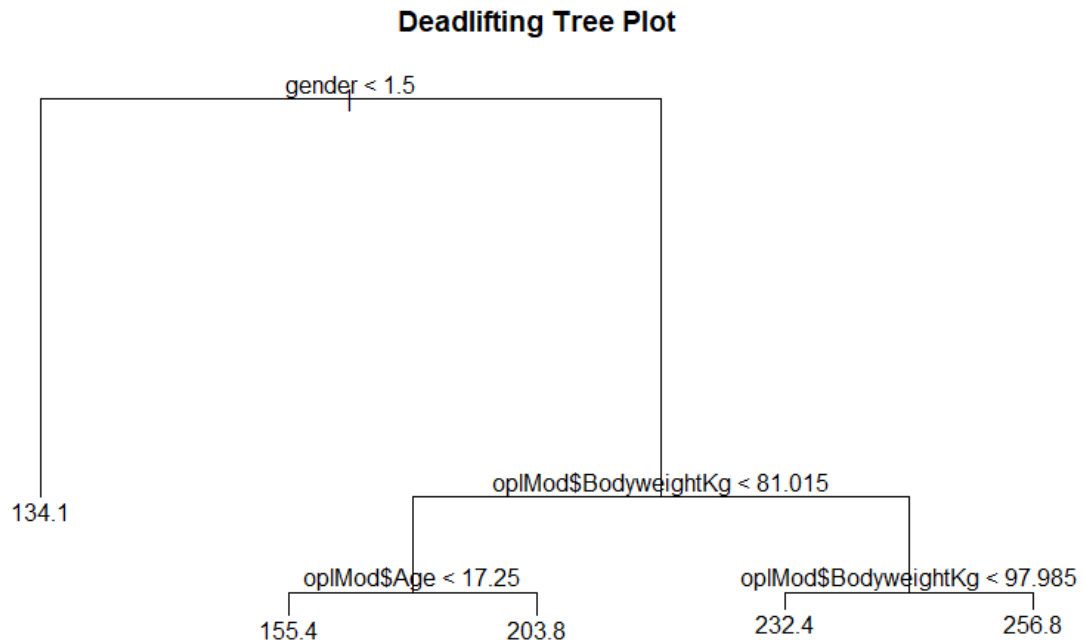 Deadlifting Tree Plot
gender < 1.5
oplMod$BodyweightKg < 81.015
134.1
oplMod$Age < 17.25
oplMod$BodyweightKg < 97.985
155.4
203.8
232.4
256.8